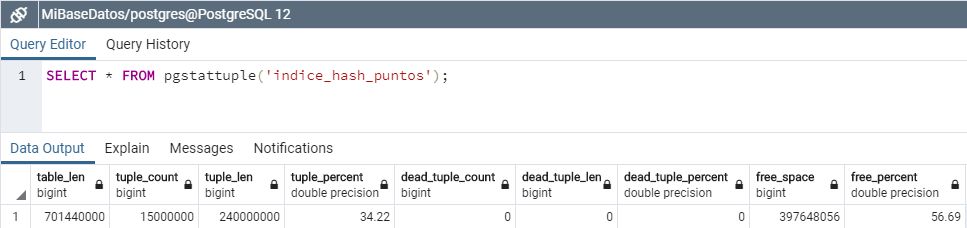 MiBaseDatos/postgres@PostgreSQL 12
Query Editor Query History
1 SELECT * FROM pgstattuple('indice_hash_puntos');
Data Output Explain Messages Notifications
table_len tuple_count tuple_len tuple_percent dead_tuple_count dead_tuple_len dead_tuple_percent free_space free_percent
bigint bigint bigint double precision bigint bigint double precision bigint double precision
1 701440000 15000000 240000000 34.22 0 0 0 397648056 56.69